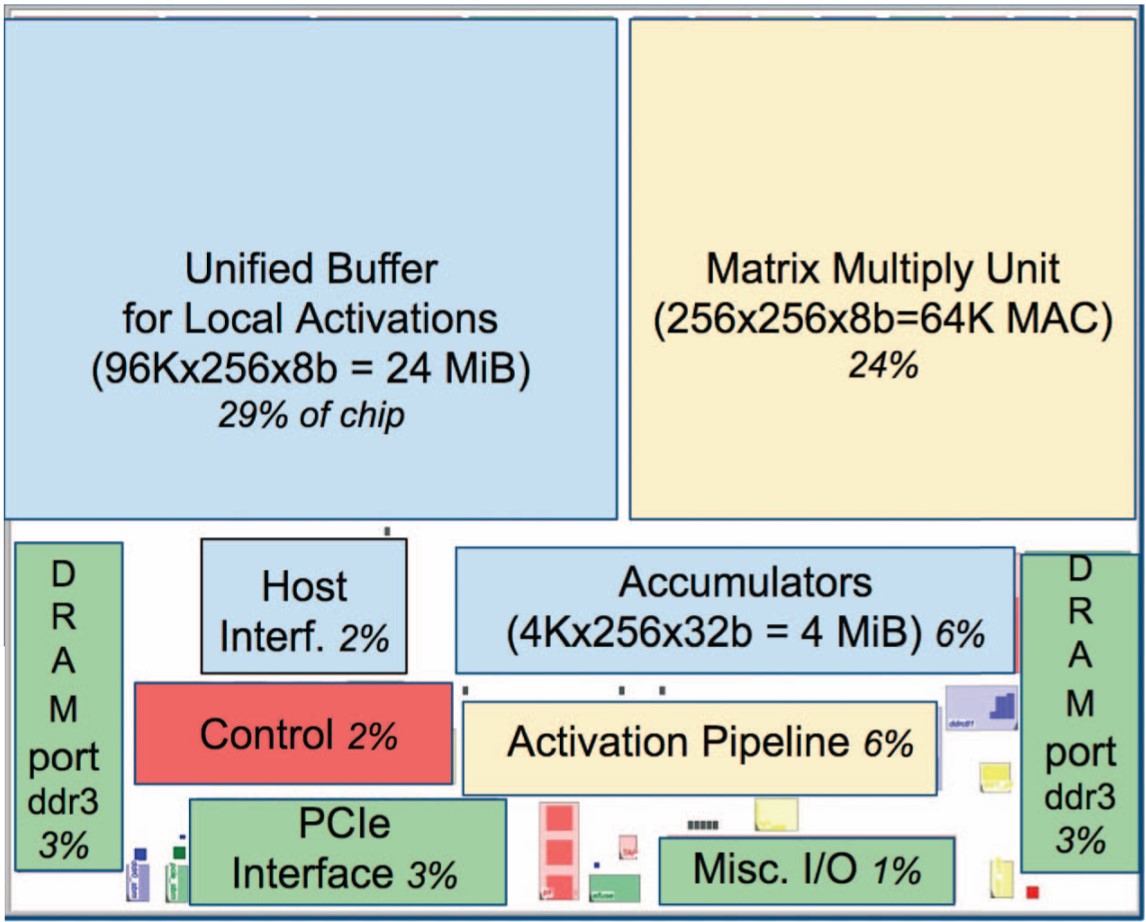 Unified Buffer
for Local Activations
(96Kx256x8b = 24 MiB)
29% of chip
Matrix Multiply Unit
(256x256x8b=64K MAC)
24%
D
R
A
M
port
ddr3
3%
Host
Interf. 2%
Accumulators
(4Kx256x32b = 4 MiB) 6%
D
R
A
M
port
ddr3
3%
Control 2%
Activation Pipeline 6%
PCIe
Interface 3%
Misc. I/O 1%